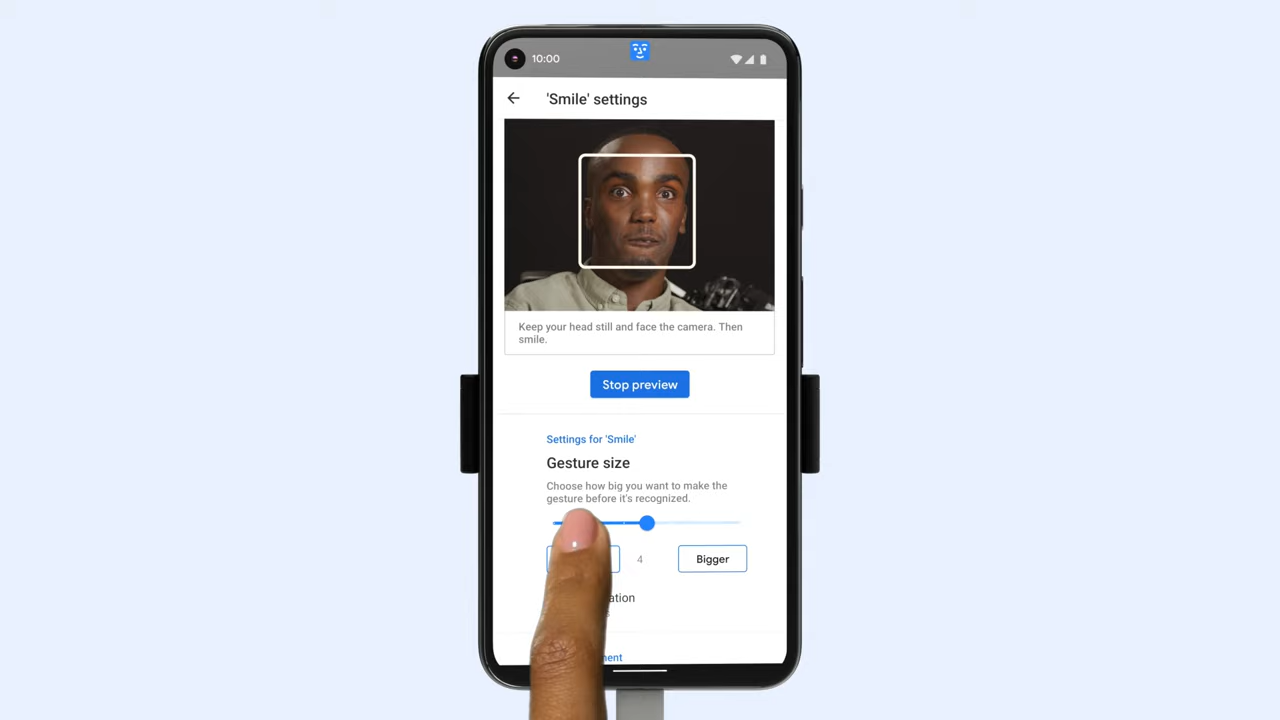 10:00
'Smile' settings
Keep your head still and face the camera. Then
smile.
Stop preview
Settings for 'Smile'
Gesture size
Choose how big you want to make the
gesture before it's recognized.
4
Bigger